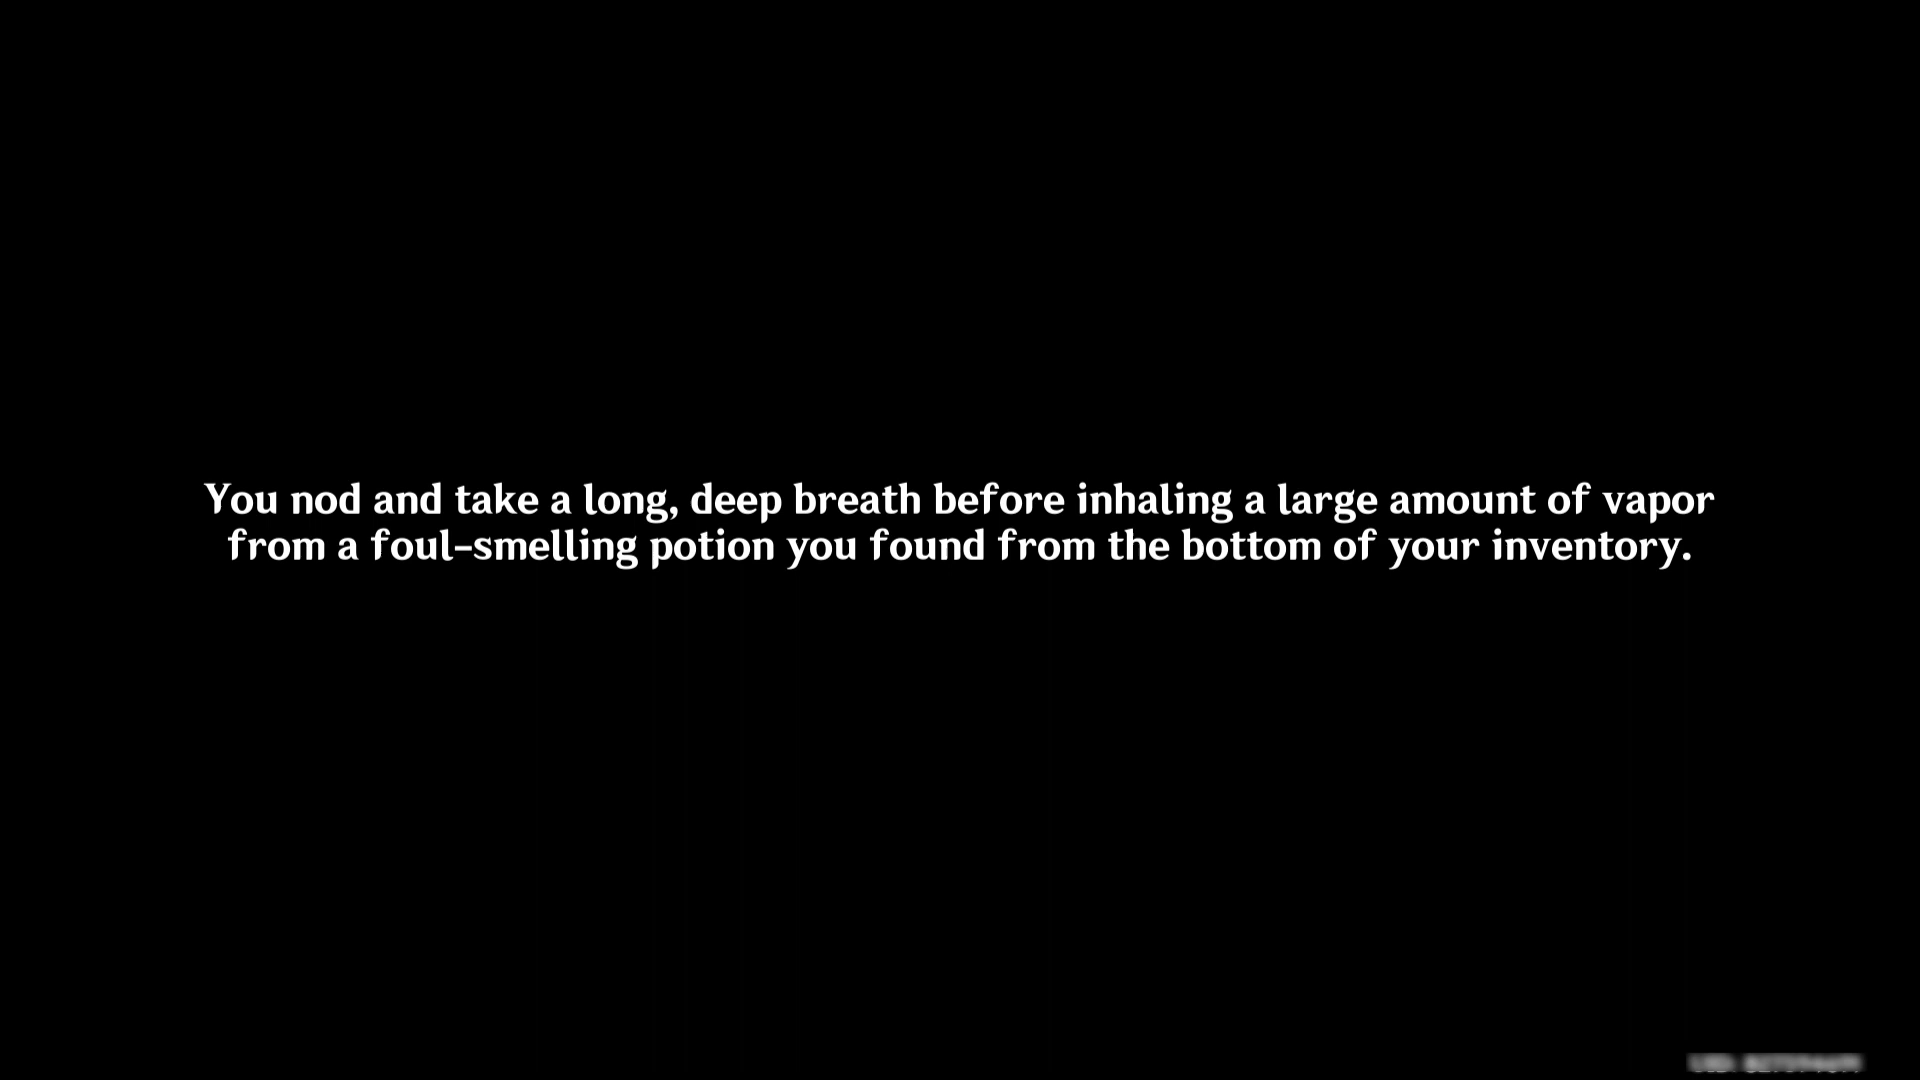 You nod and take a long, deep breath before inhaling a large amount of vapor
from a foul-smelling potion you found from the bottom of your inventory.